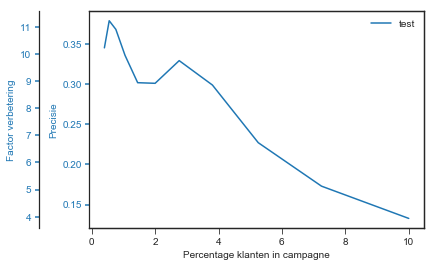 test
Factor verbetering
11
10
9
8
7
6
5
4
Precisie
0.35
0.30
0.25
0.20
0.15
0 2 4 6 8 10
Percentage klanten in campagne